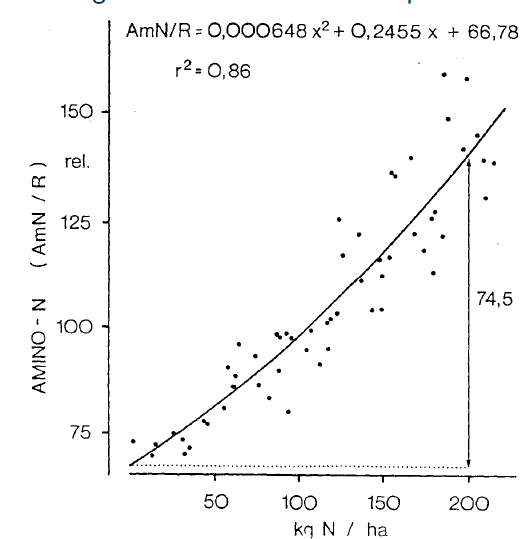 AmN/R = 0,000648 x² + 0,2455 x + 66,78
r² = 0,86
150
rel.
125
100
75
AMINO-N (AmN / R)
74,5
50 100 150 200
kg N / ha